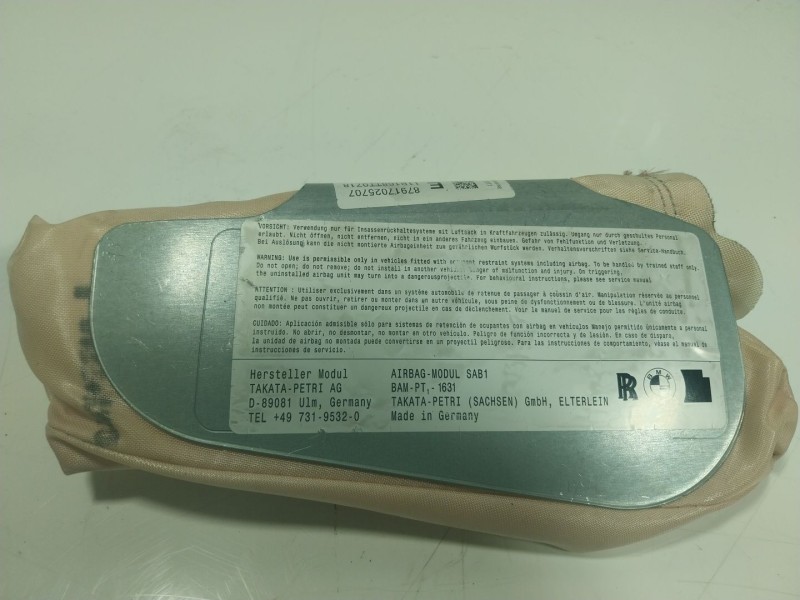 87917025707
E
VORSICHT: Verwendung nur für Insassenrückhaltesysteme mit Luftsack in Kraftfahrzeugen zulässig. Umgang nur durch geschultes Personal
erlaubt. Nicht öffnen, nicht entfernen, nicht in ein anderes Fahrzeug einbauen. Gefahr von Fehlfunktion und Verletzung.
Bei Auslösung kann die nicht montierte Airbageinheit zum gefährlichen Wurfstück werden. Verhaltensvorschriften siehe Service-Handbuch.
WARNING: Use is permissible only in vehicles fitted with restraint systems including airbag. To be handled by trained staff only.
Do not open, do not remove; do not install in another vehicle. Danger of malfunction and injury. On triggering,
the uninstalled airbag unit may turn into a dangerousprojectile. For behavioural instructions, please see service manual
ATTENTION : Utiliser exclusivement dans un système automobile de retenue de passager à coussin d'air. Manipulation réservée au personnel
qualifié. Ne pas ouvrir, retirer ou monter dans un autre véhicule, sous peine de dysfonctionnement ou de blessure. L'unité airbag
non montée peut constituer un dangereux projectile en cas de déclenchement. Voir le manual de service pour les règles de conduite.
CUIDADO: Aplicación admisible sólo para sistemas de retención de ocupantes con airbag en vehículos Manejo permitido únicamente a personal
instruido. No abrir, no desmontar, no montar en otro vehículo. Peligro de función incorrecta y de lesión. En caso de disparo,
la unidad de airbag no montada puede convertirse en un proyectil peligroso. Para las instrucciones de comportamiento, véase al manual de
instrucciones de servicio.
Hersteller Modul
TAKATA-PETRI AG
D-89081 Ulm, Germany
TEL +49 731-9532-0
AIRBAG-MODUL SAB1
BAM-PT₁-1631
TAKATA-PETRI (SACHSEN) GmbH, ELTERLEIN
Made in Germany
RR
BMW